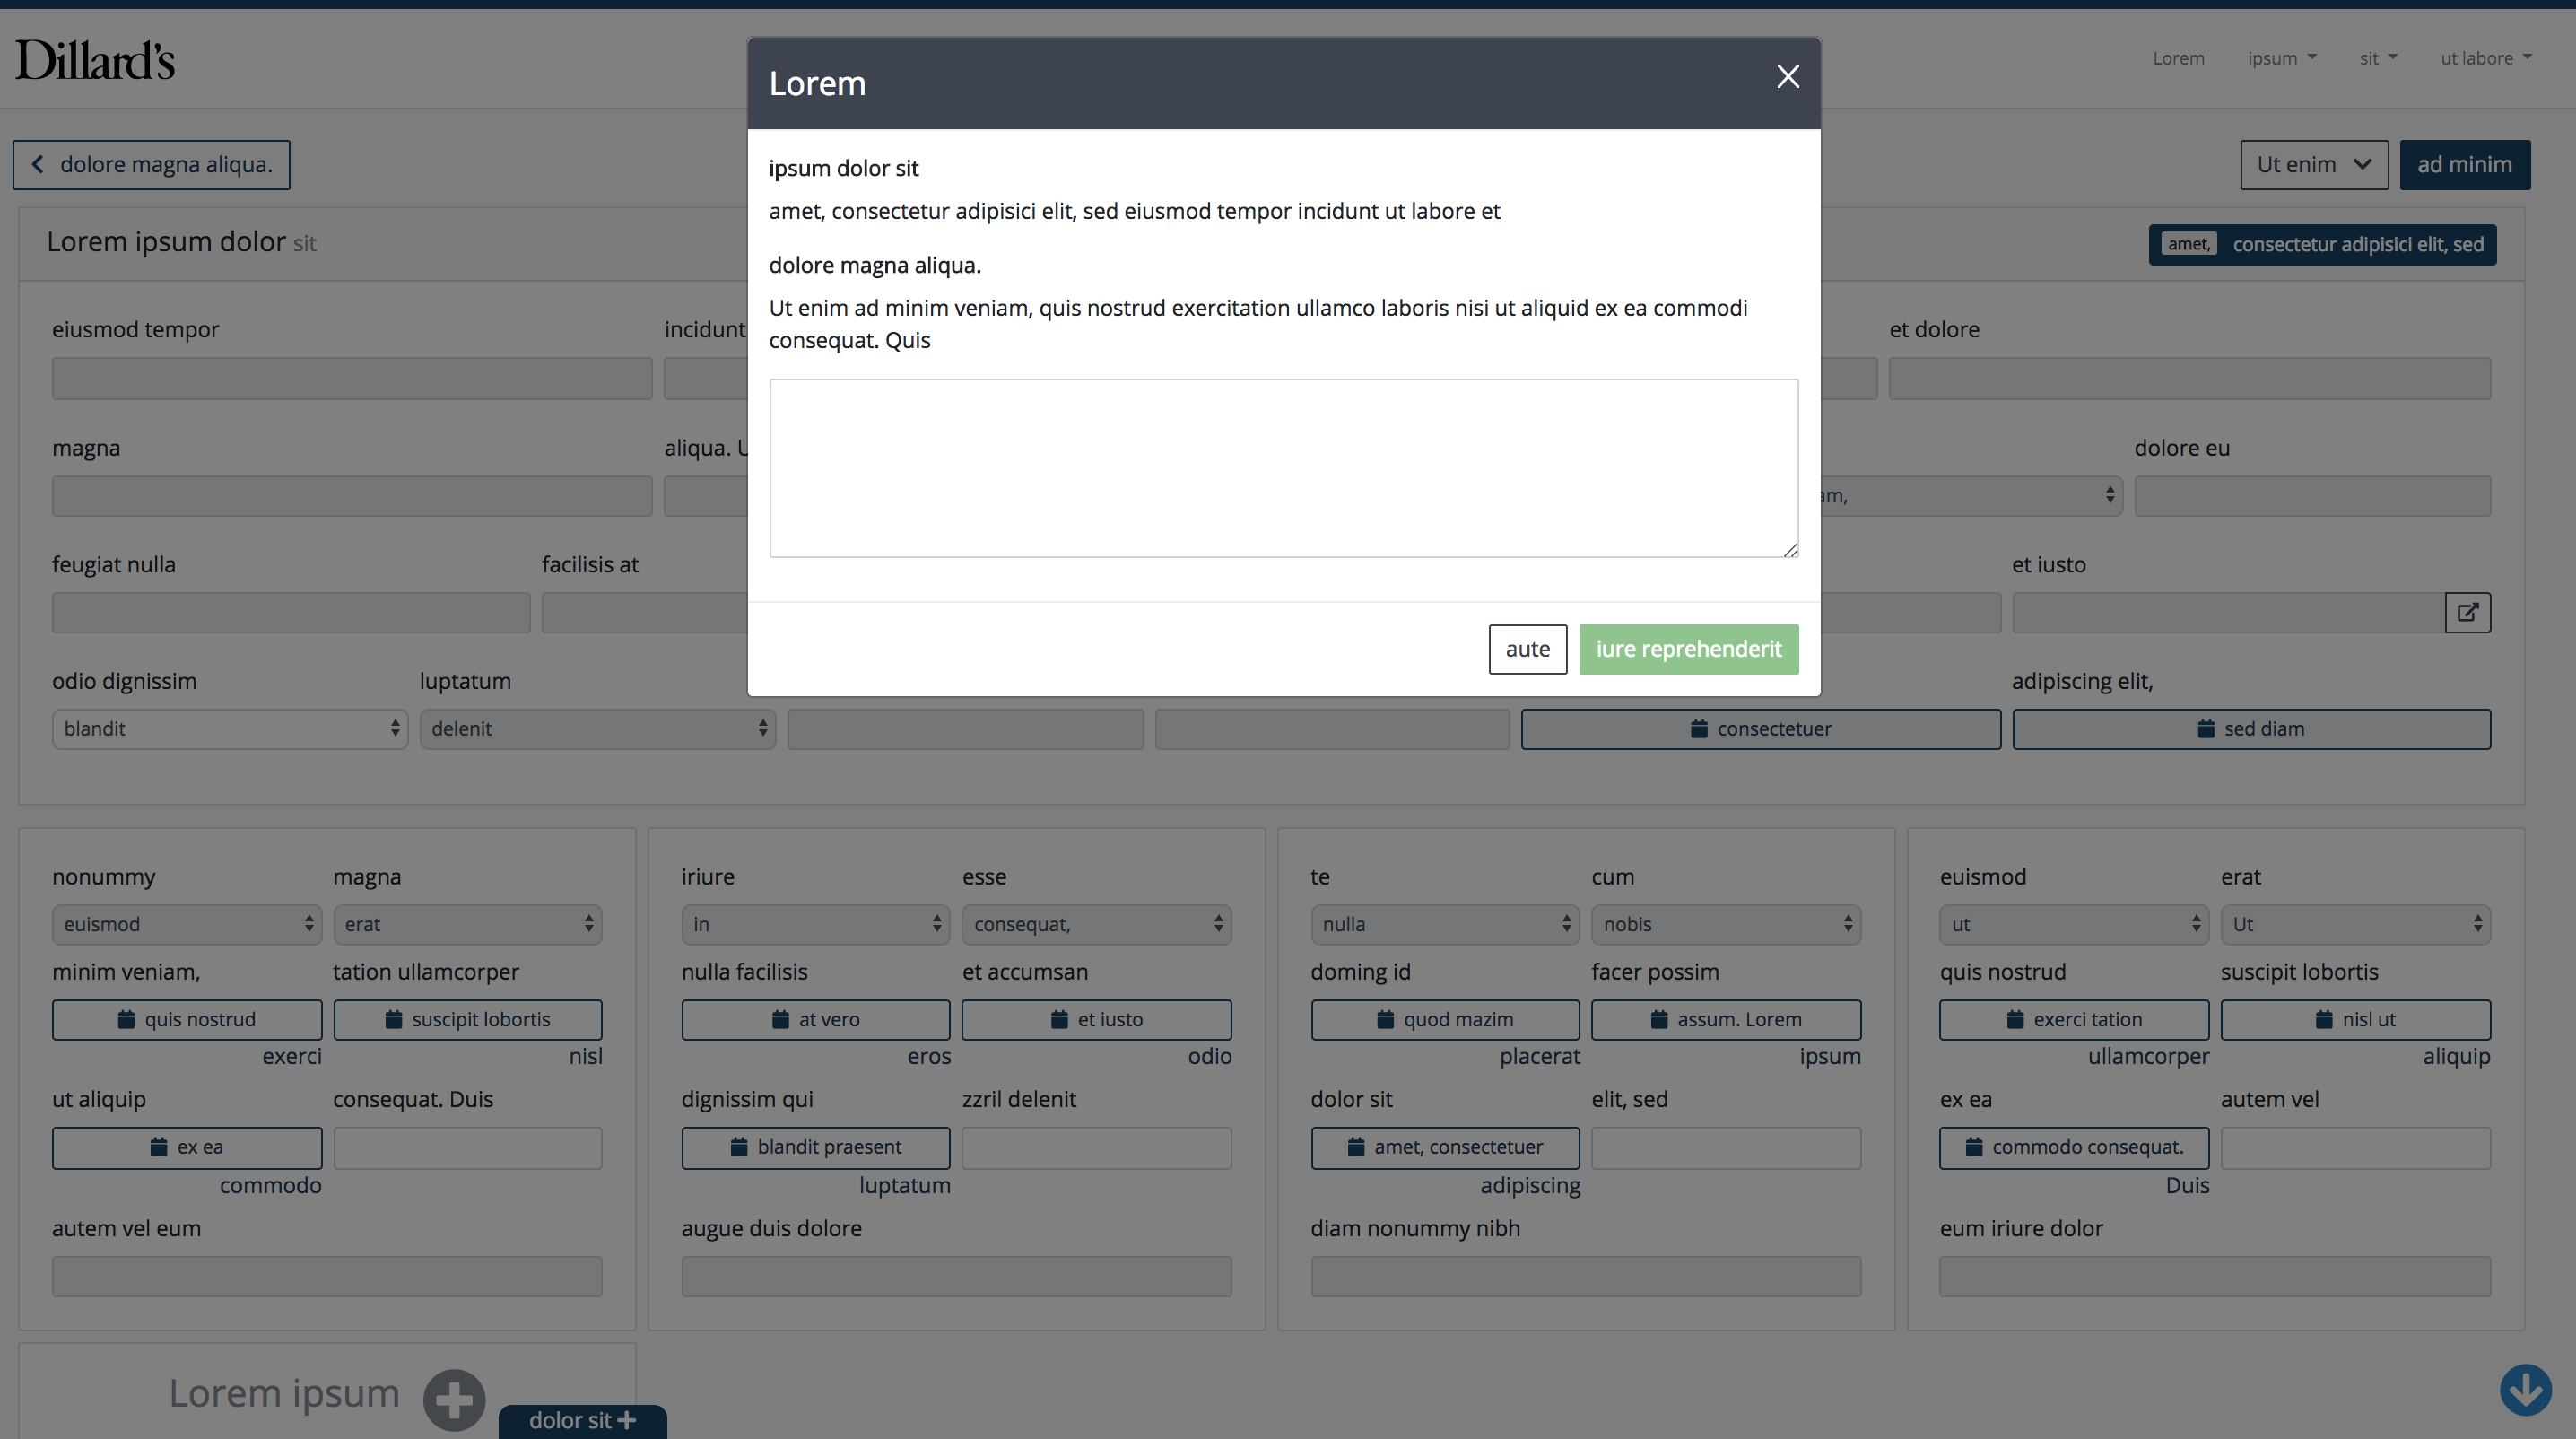 Dillard's
Lorem ipsum sit ut labore
Lorem
dolore magna aliqua.
Ut enim ad minim
Lorem ipsum dolor sit
amet, consectetur adipisici elit, sed
ipsum dolor sit
amet, consectetur adipisici elit, sed eiusmod tempor incidunt ut labore et
dolore magna aliqua.
Ut enim ad minim veniam, quis nostrud exercitation ullamco laboris nisi ut aliquid ex ea commodi
consequat. Quis
aute iure reprehenderit
eiusmod tempor incidunt et dolore
magna aliqua. dolore eu
feugiat nulla facilisis at et iusto
odio dignissim luptatum adipiscing elit,
blandit delenit consectetuer sed diam
nonummy magna iriure esse te cum euismod erat
euismod erat in consequat, nulla nobis ut Ut
minim veniam, tation ullamcorper nulla facilisis et accumsan doming id facer possim quis nostrud suscipit lobortis
quis nostrud suscipit lobortis at vero et iusto quod mazim assum. Lorem exerci tation nisl ut
exerci nisl eros odio placerat ipsum ullamcorper aliquip
ut aliquip consequat. Duis dignissim qui zzril delenit dolor sit elit, sed ex ea autem vel
ex ea blandit praesent amet, consectetuer commodo consequat.
commodo luptatum adipiscing Duis
autem vel eum augue duis dolore diam nonummy nibh eum iriure dolor
Lorem ipsum
dolor sit